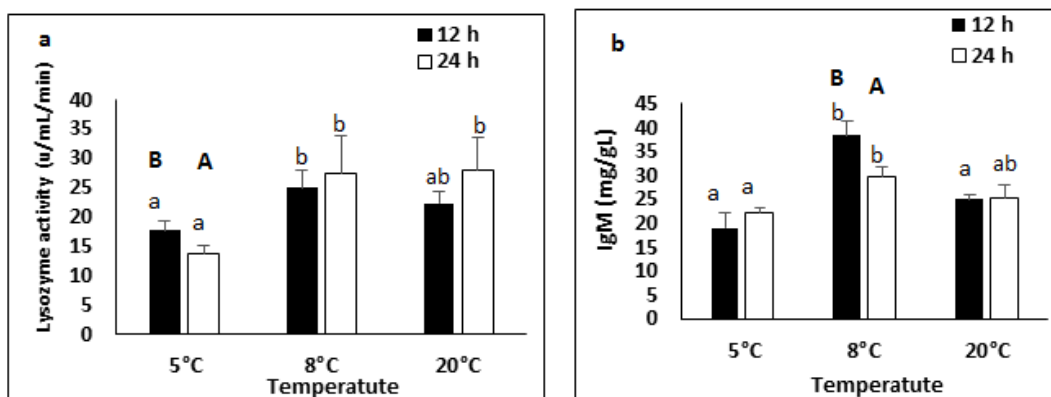 a
12 h
24 h
Lysozyme activity (u/mL/min)
40
35
30
25
20
15
10
5
0
B A
a a
b b
ab b
5°C 8°C 20°C
Temperatute
b
12 h
24 h
IgM (mg/gL)
45
40
35
30
25
20
15
10
5
0
B A
a a
b b
a ab
5°C 8°C 20°C
Temperatute